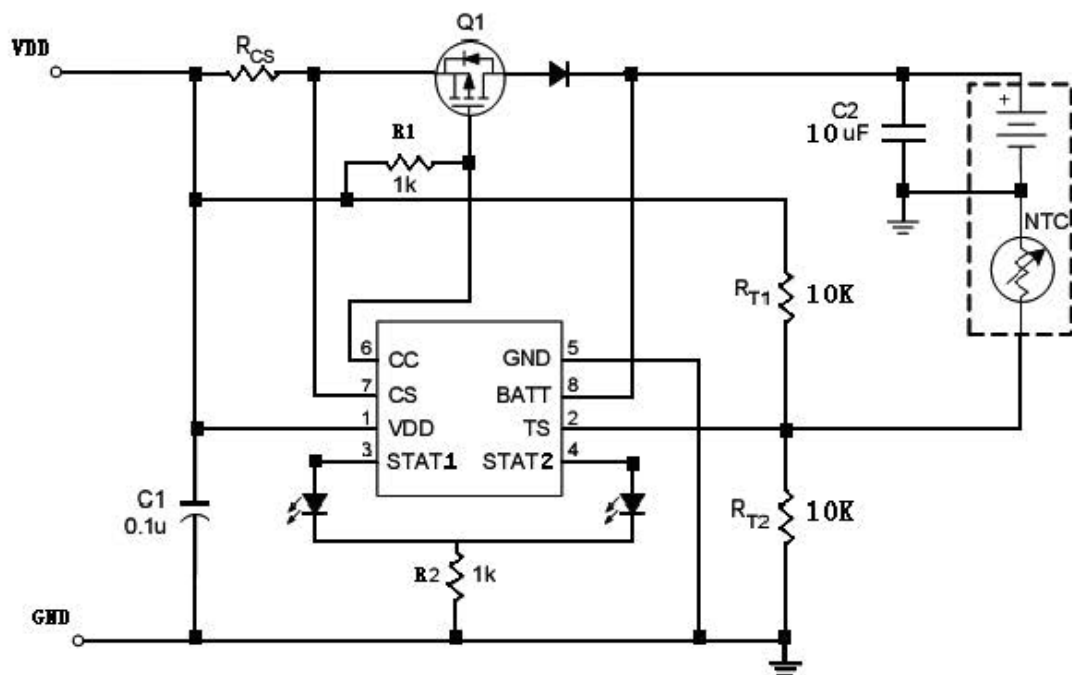 Q1
VDD
RCS
R1
1k
C2
10uF
+
NTC
RT1
10K
6
CC
GND
5
7
CS
BATT
8
1
VDD
TS
2
3
STAT1
STAT2
4
C1
0.1u
RT2
10K
R2
1k
GND